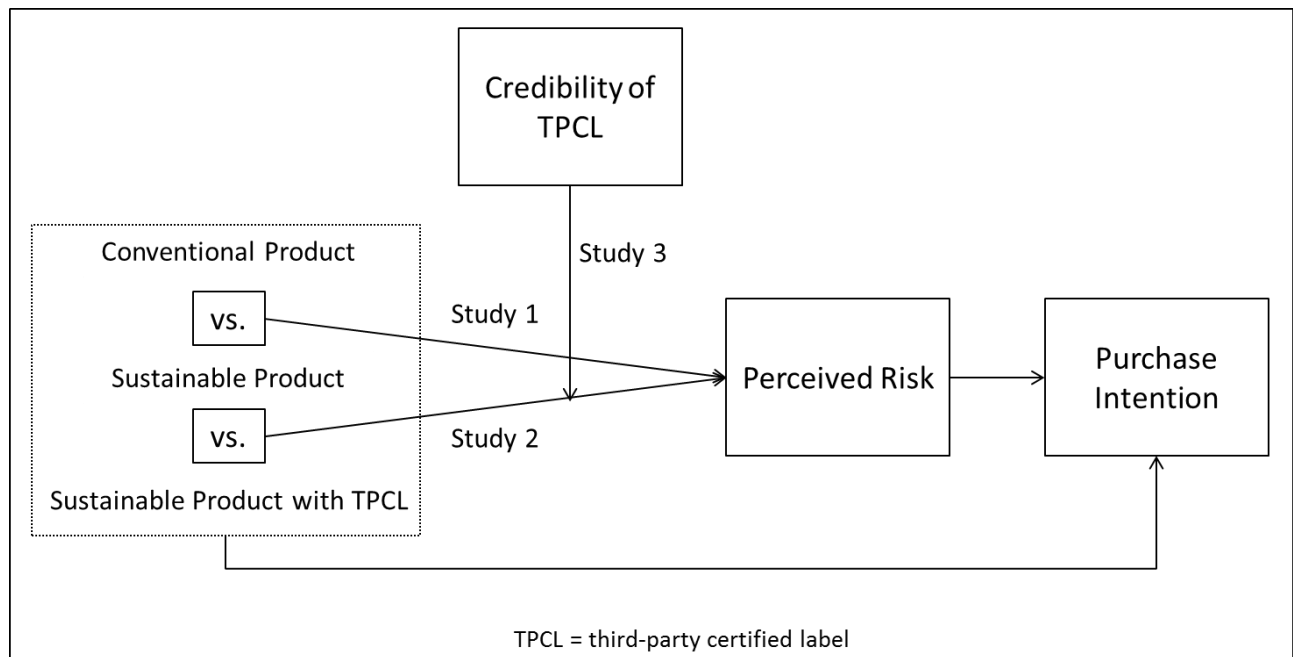 Credibility of
TPCL
Conventional Product
Study 3
vs.
Study 1
Sustainable Product
Perceived Risk
Purchase
Intention
vs.
Study 2
Sustainable Product with TPCL
TPCL = third-party certified label